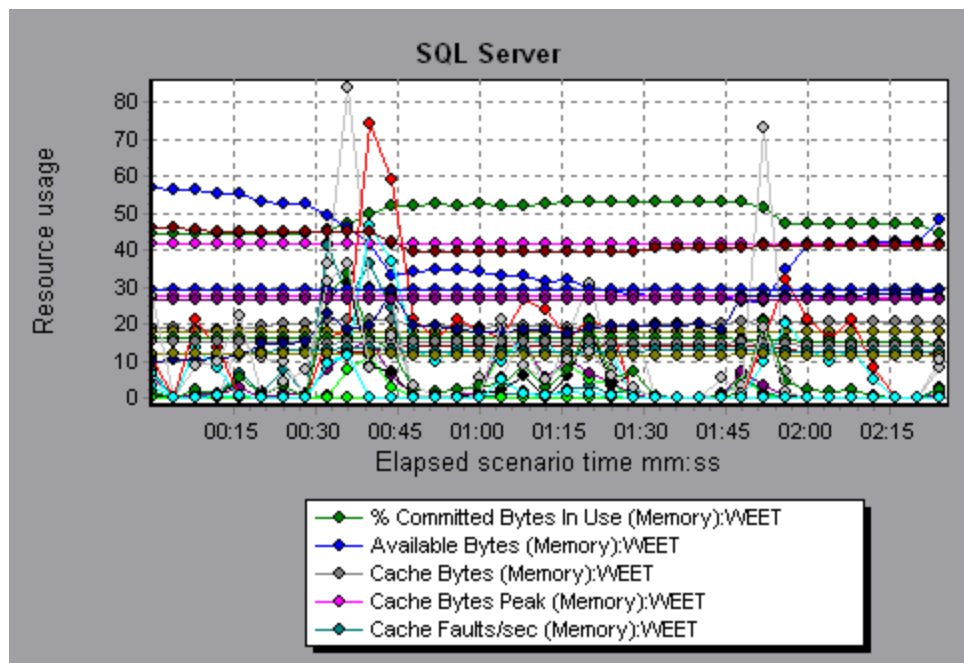 SQL Server
Resource usage
80
70
60
50
40
30
20
10
0
00:15 00:30 00:45 01:00 01:15 01:30 01:45 02:00 02:15
Elapsed scenario time mm:ss
% Committed Bytes In Use (Memory):WEET
Available Bytes (Memory):WEET
Cache Bytes (Memory):WEET
Cache Bytes Peak (Memory):WEET
Cache Faults/sec (Memory):WEET